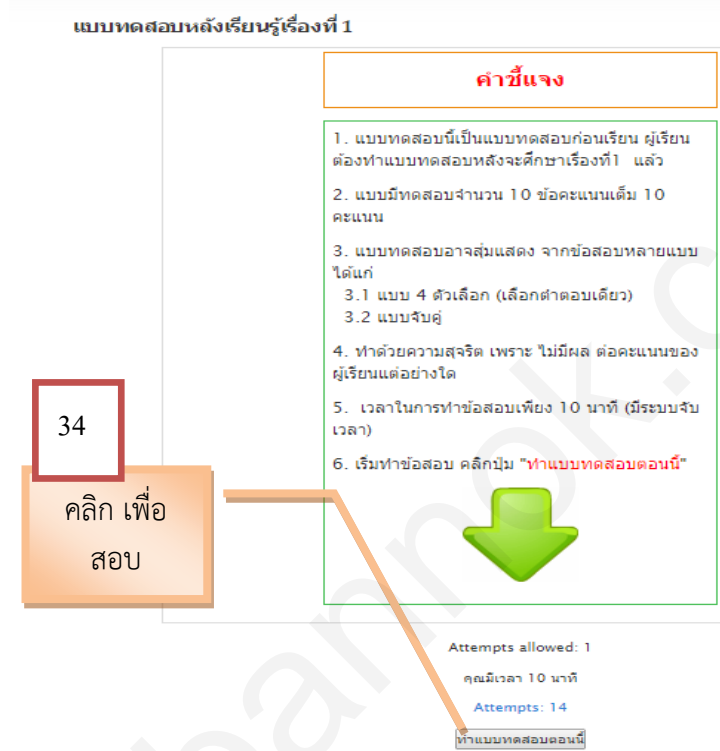 แบบทดสอบหลังเรียนรู้เรื่องที่ 1
คำชี้แจง
1. แบบทดสอบนี้เป็นแบบทดสอบก่อนเรียน ผู้เรียน
ต้องทำแบบทดสอบหลังจะศึกษาเรื่องที่1 แล้ว
2. แบบมีทดสอบจำนวน 10 ข้อคะแนนเต็ม 10
คะแนน
3. แบบทดสอบอาจสุ่มแสดง จากข้อสอบหลายแบบ
ได้แก่
3.1 แบบ 4 ตัวเลือก (เลือกคำตอบเดียว)
3.2 แบบจับคู่
4. ทำด้วยความสุจริต เพราะ ไม่มีผล ต่อคะแนนของ
ผู้เรียนแต่อย่างใด
5. เวลาในการทำข้อสอบเพียง 10 นาที (มีระบบจับ
เวลา)
6. เริ่มทำข้อสอบ คลิกปุ่ม "ทำแบบทดสอบตอนนี้"
34
คลิก เพื่อ
สอบ
Attempts allowed: 1
คุณมีเวลา 10 นาที
Attempts: 14
ทำแบบทดสอบตอนนี้